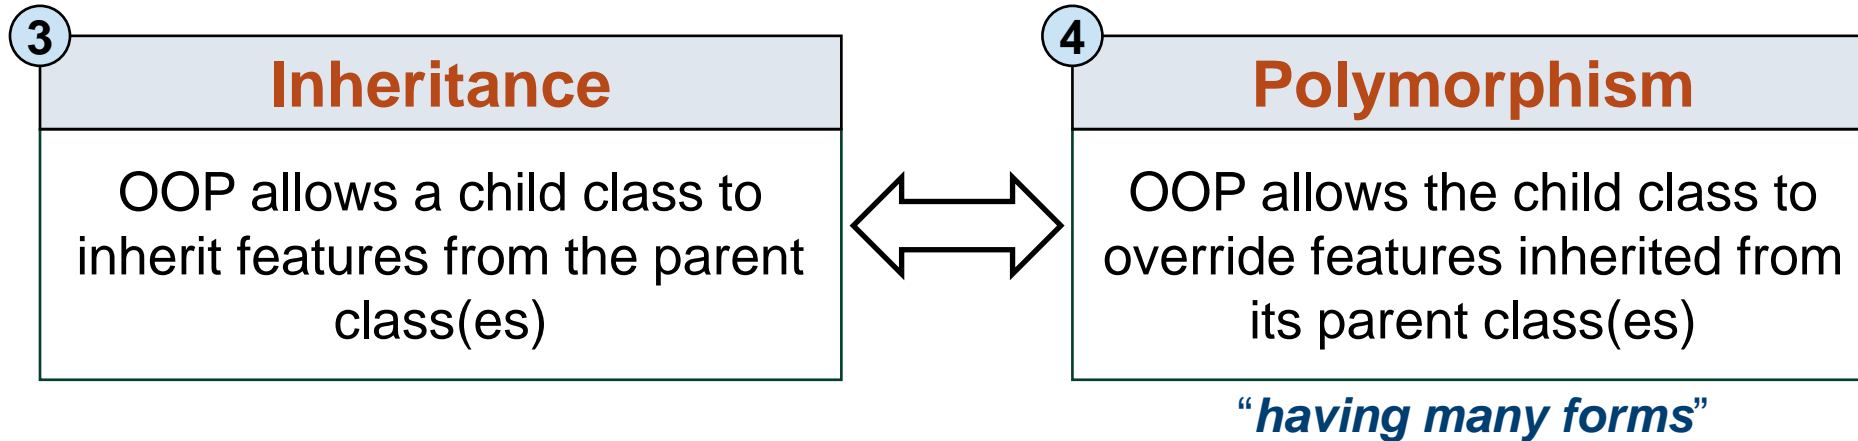 3
Inheritance
OOP allows a child class to
inherit features from the parent
class(es)
4
Polymorphism
OOP allows the child class to
override features inherited from
its parent class(es)
“having many forms”